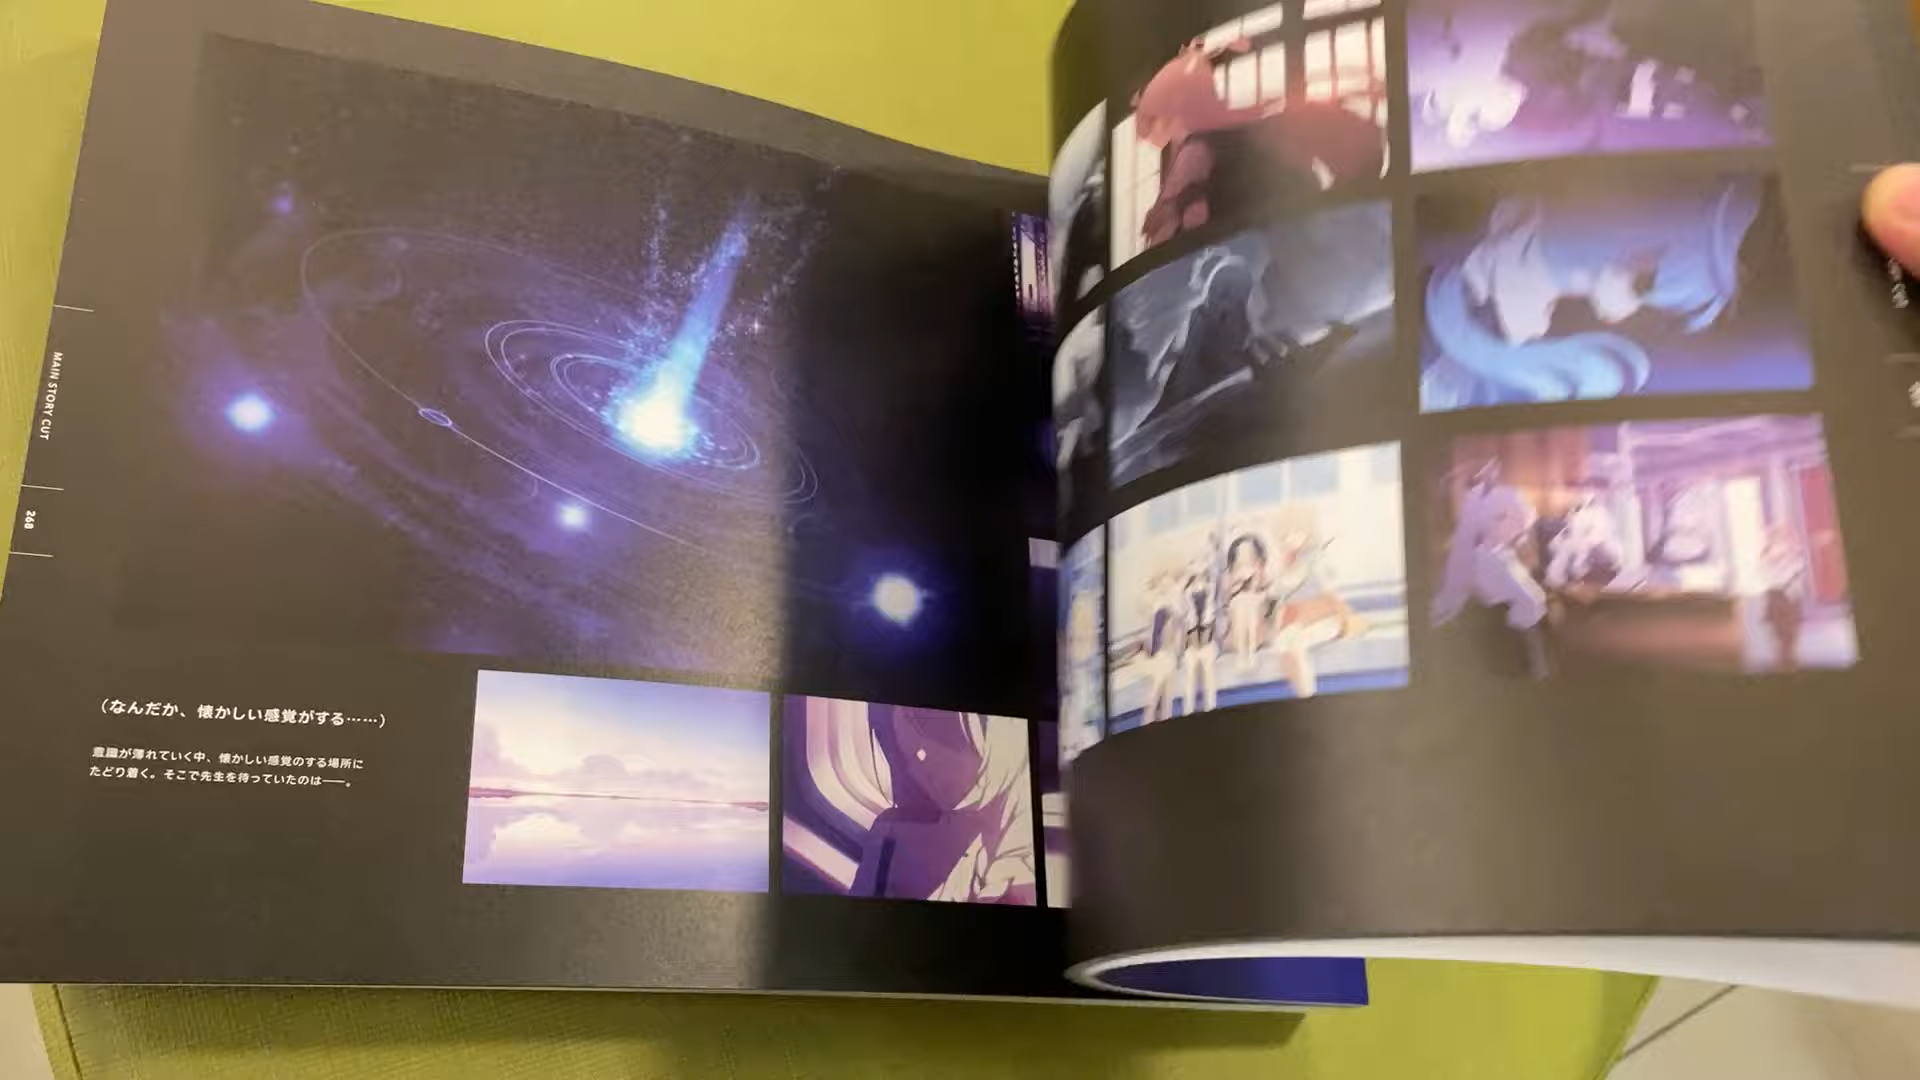 MAIN STORY CUT
268
(なんだか、懐かしい感覚がする……)
意識が薄れていく中、懐かしい感覚のする場所に
たどり着く。そこで先生を待っていたのは──。